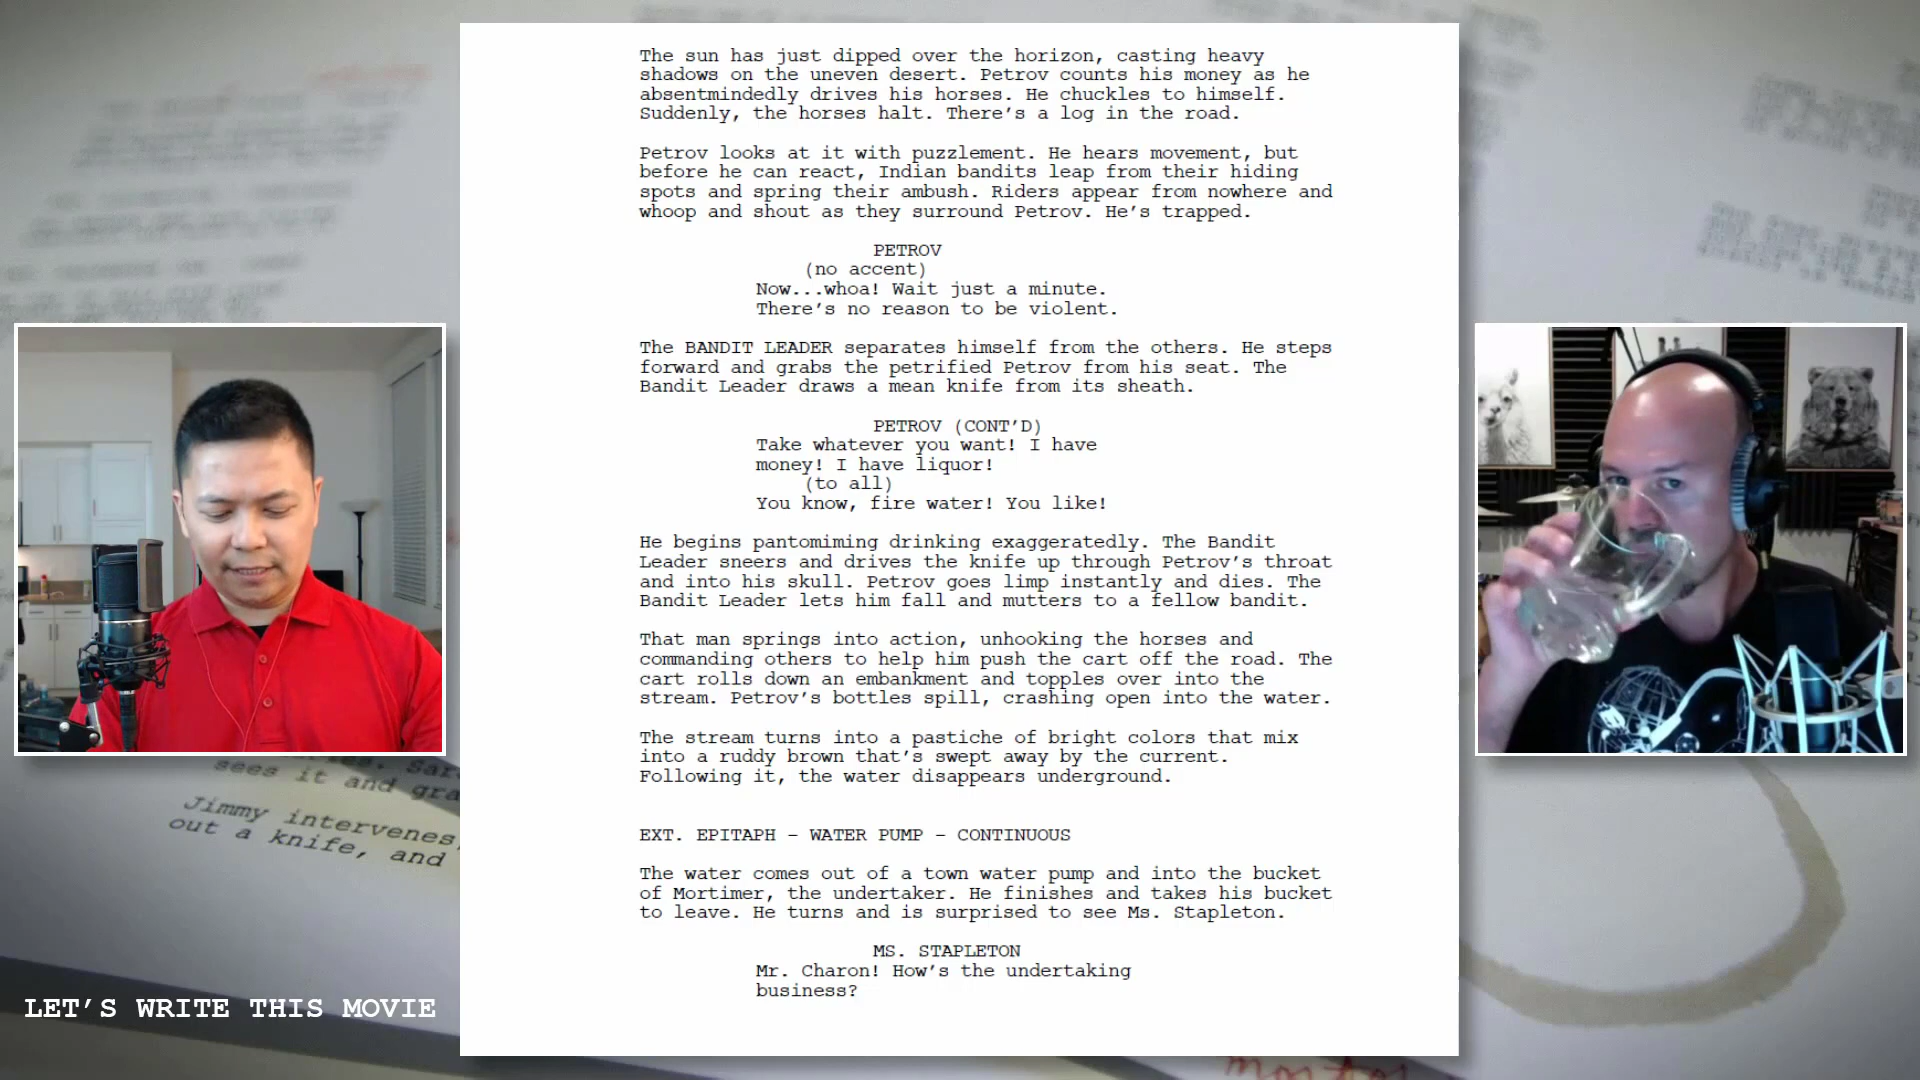 The sun has just dipped over the horizon, casting heavy
shadows on the uneven desert. Petrov counts his money as he
absentmindedly drives his horses. He chuckles to himself.
Suddenly, the horses halt. There's a log in the road.
Petrov looks at it with puzzlement. He hears movement, but
before he can react, Indian bandits leap from their hiding
spots and spring their ambush. Riders appear from nowhere and
whoop and shout as they surround Petrov. He's trapped.
PETROV
(no accent)
Now...whoa! Wait just a minute.
There's no reason to be violent.
The BANDIT LEADER separates himself from the others. He steps
forward and grabs the petrified Petrov from his seat. The
Bandit Leader draws a mean knife from its sheath.
PETROV (CONT'D)
Take whatever you want! I have
money! I have liquor!
(to all)
You know, fire water! You like!
He begins pantomiming drinking exaggeratedly. The Bandit
Leader sneers and drives the knife up through Petrov's throat
and into his skull. Petrov goes limp instantly and dies. The
Bandit Leader lets him fall and mutters to a fellow bandit.
That man springs into action, unhooking the horses and
commanding others to help him push the cart off the road. The
cart rolls down an embankment and topples over into the
stream. Petrov's bottles spill, crashing open into the water.
The stream turns into a pastiche of bright colors that mix
into a ruddy brown that's swept away by the current.
Following it, the water disappears underground.
EXT. EPITAPH - WATER PUMP - CONTINUOUS
The water comes out of a town water pump and into the bucket
of Mortimer, the undertaker. He finishes and takes his bucket
to leave. He turns and is surprised to see Ms. Stapleton.
MS. STAPLETON
Mr. Charon! How's the undertaking
business?
sees it and gra
Jimmy intervenes
out a knife, and
LET'S WRITE THIS MOVIE